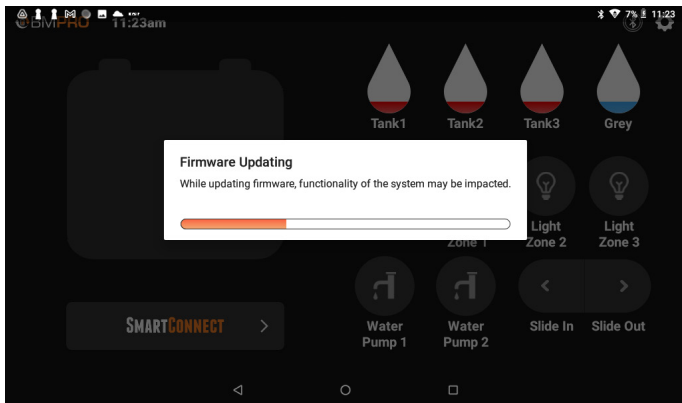 BMPRO 11:23am
7% 11:23
Tank1 Tank2 Tank3 Grey
Firmware Updating
While updating firmware, functionality of the system may be impacted.
Zone 1
Light Zone 2
Light Zone 3
SMARTCONNECT
Water Pump 1
Water Pump 2
Slide In Slide Out